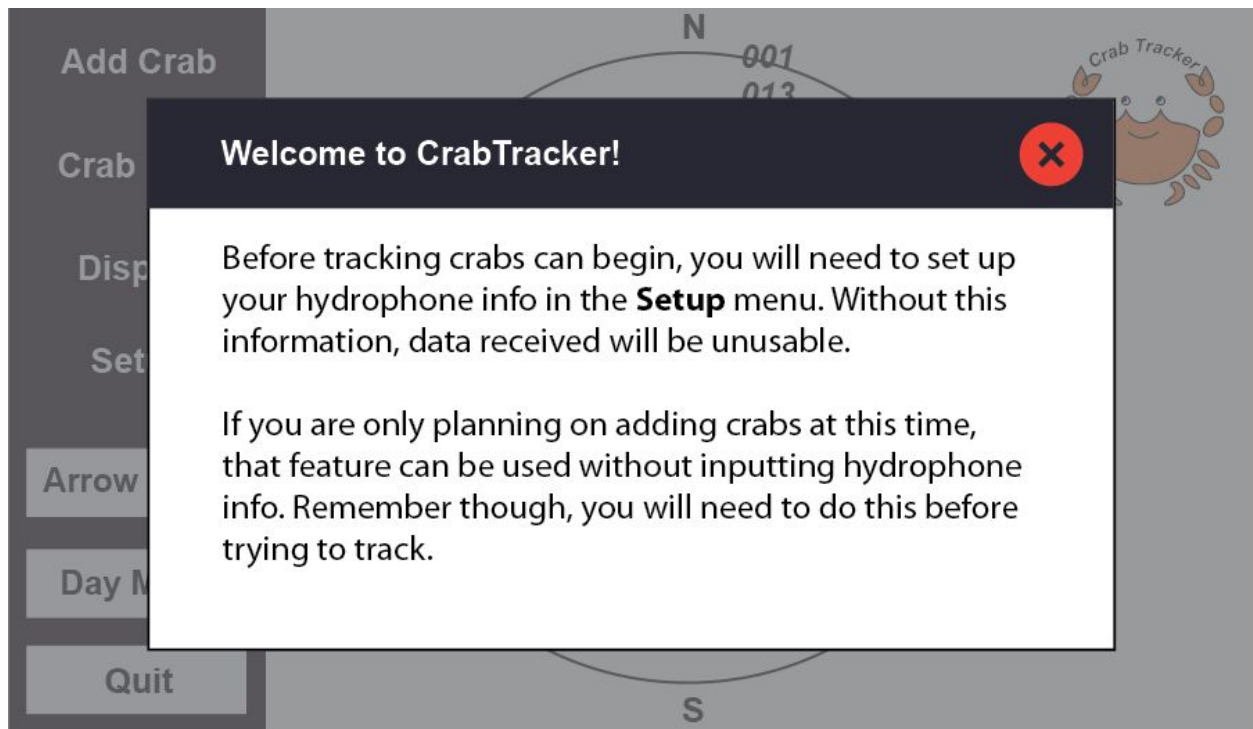 N
Add Crab
001
013
Crab Tracker
Crab
Welcome to CrabTracker!
Before tracking crabs can begin, you will need to set up
your hydrophone info in the Setup menu. Without this
information, data received will be unusable.
If you are only planning on adding crabs at this time,
that feature can be used without inputting hydrophone
info. Remember though, you will need to do this before
trying to track.
Arrow
Day
Quit
S